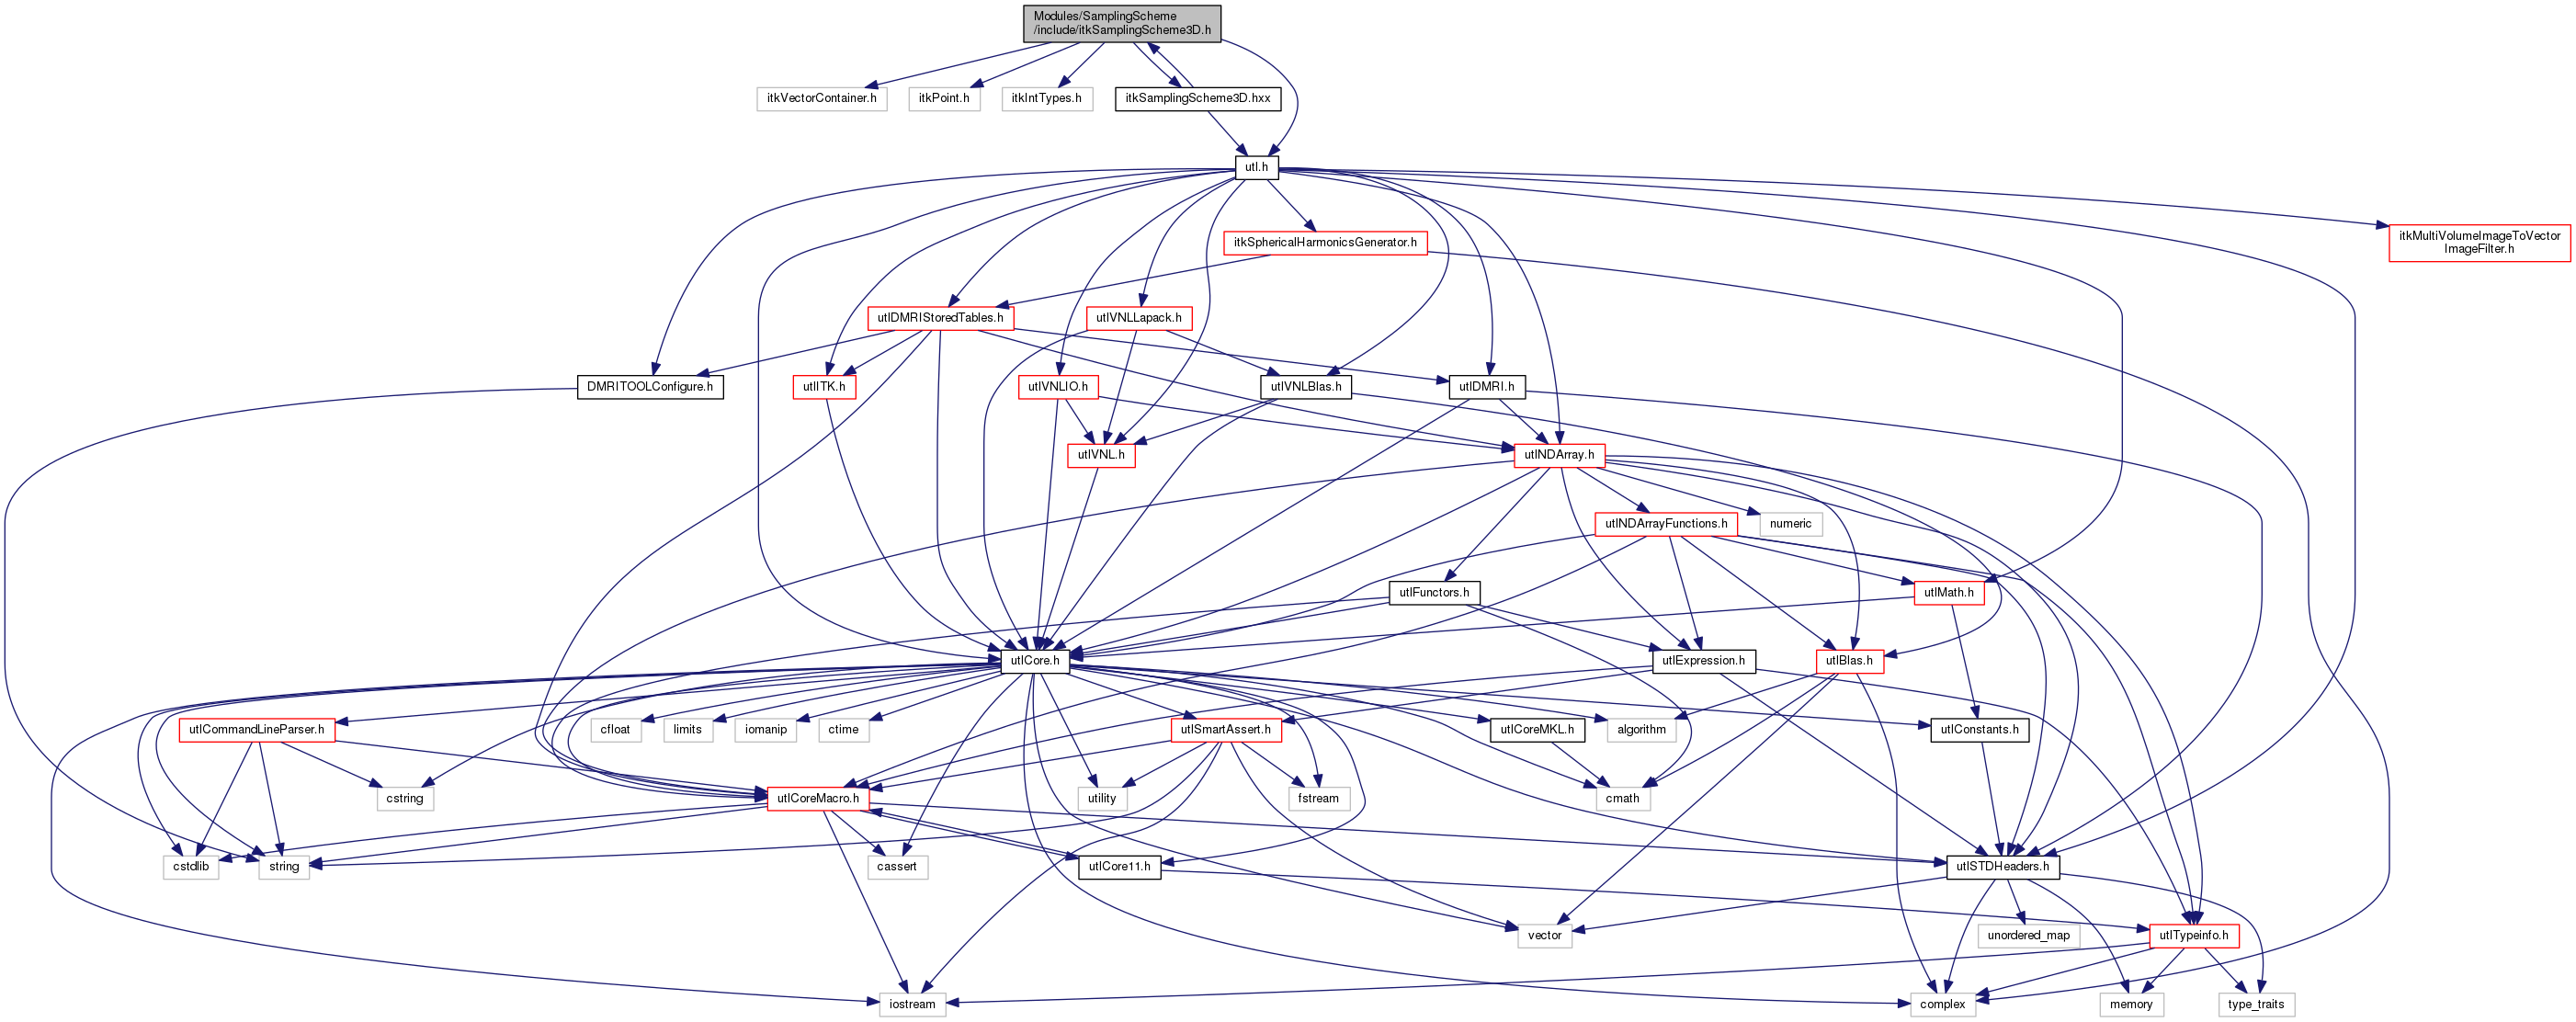 Modules/SamplingScheme
/include/itkSamplingScheme3D.h
itkVectorContainer.h
itkPoint.h
itkIntTypes.h
itkSamplingScheme3D.hxx
utl.h
itkSphericalHarmonicsGenerator.h
itkMultiVolumeImageToVector
ImageFilter.h
utlDMRIStoredTables.h
utlVNLLapack.h
DMRITOOLConfigure.h
utlITK.h
utlVNLIO.h
utlVNLBlas.h
utlDMRI.h
utlVNL.h
utlNDArray.h
utlNDArrayFunctions.h
numeric
utlFunctors.h
utlMath.h
utlCore.h
utlExpression.h
utlBlas.h
utlCommandLineParser.h
cfloat
limits
iomanip
ctime
utlSmartAssert.h
utlCoreMKL.h
algorithm
utlConstants.h
cstring
utlCoreMacro.h
utility
fstream
cmath
cstdlib
string
cassert
utlCore11.h
utlSTDHeaders.h
vector
unordered_map
utlTypeinfo.h
iostream
complex
memory
type_traits